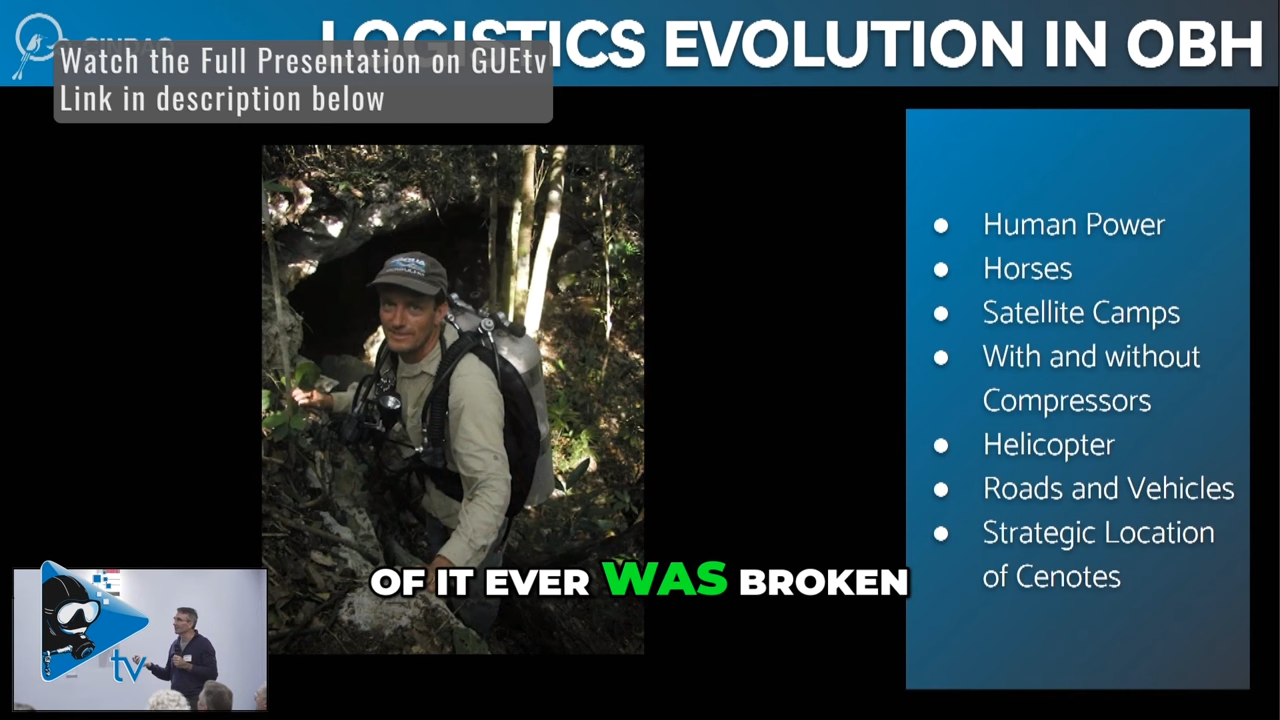 LOGISTICS EVOLUTION IN OBH
Watch the Full Presentation on GUEtv
Link in description below
Human Power
Horses
Satellite Camps
With and without
Compressors
Helicopter
Roads and Vehicles
Strategic Location
of Cenotes
OF IT EVER WAS BROKEN
tv